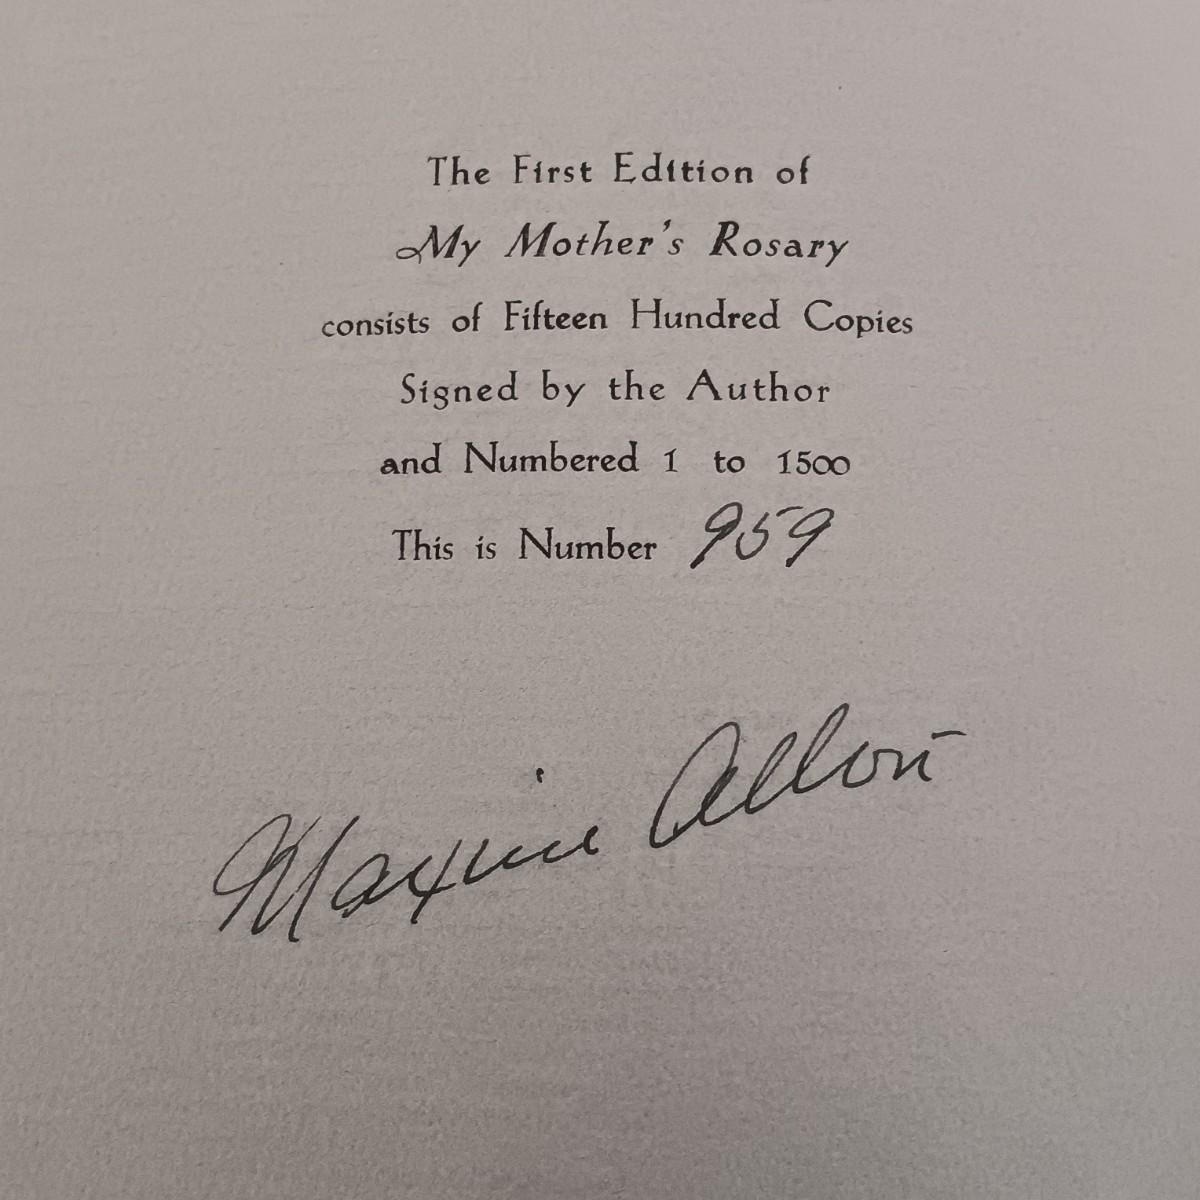 The First Edition of
My Mother's Rosary
consists of Fifteen Hundred Copies
Signed by the Author
and Numbered 1 to 1500
This is Number 959
Maxine